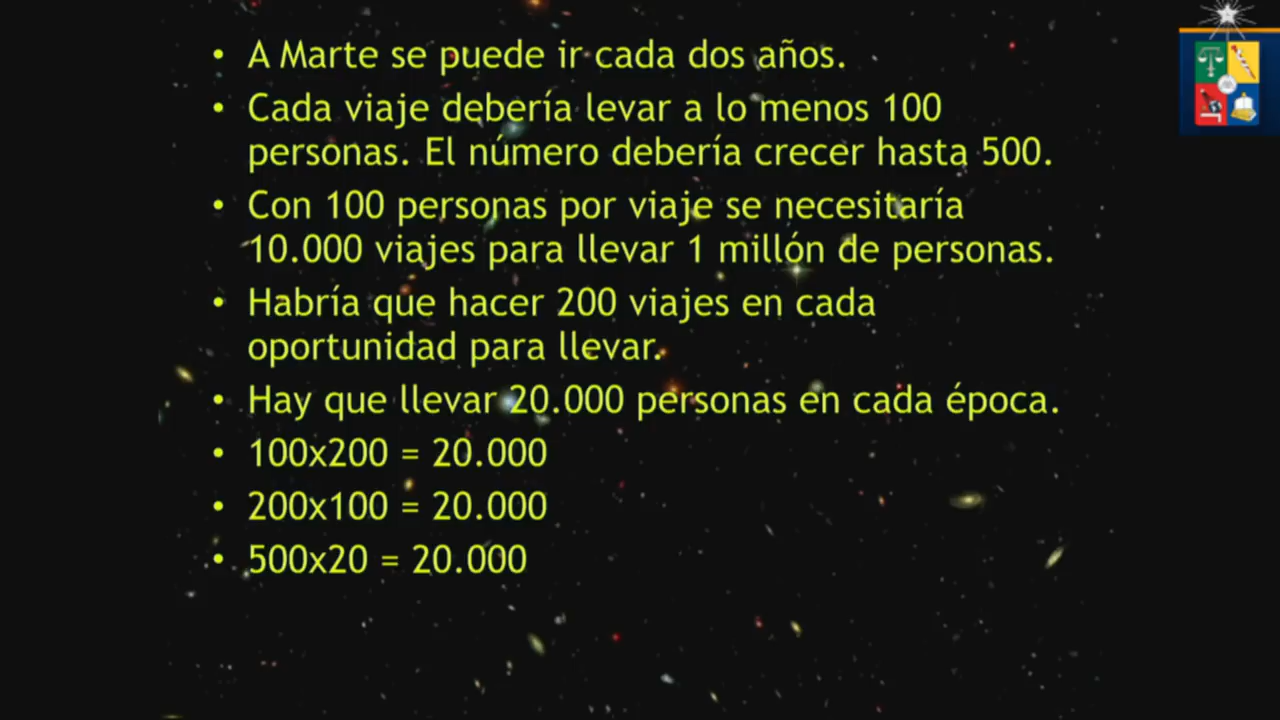 • A Marte se puede ir cada dos años.
• Cada viaje debería levar a lo menos 100
personas. El número debería crecer hasta 500.
• Con 100 personas por viaje se necesitaría
10.000 viajes para llevar 1 millón de personas.
• Habría que hacer 200 viajes en cada
oportunidad para llevar.
• Hay que llevar 20.000 personas en cada época.
• 100x200 = 20.000
• 200x100 = 20.000
• 500x20 = 20.000